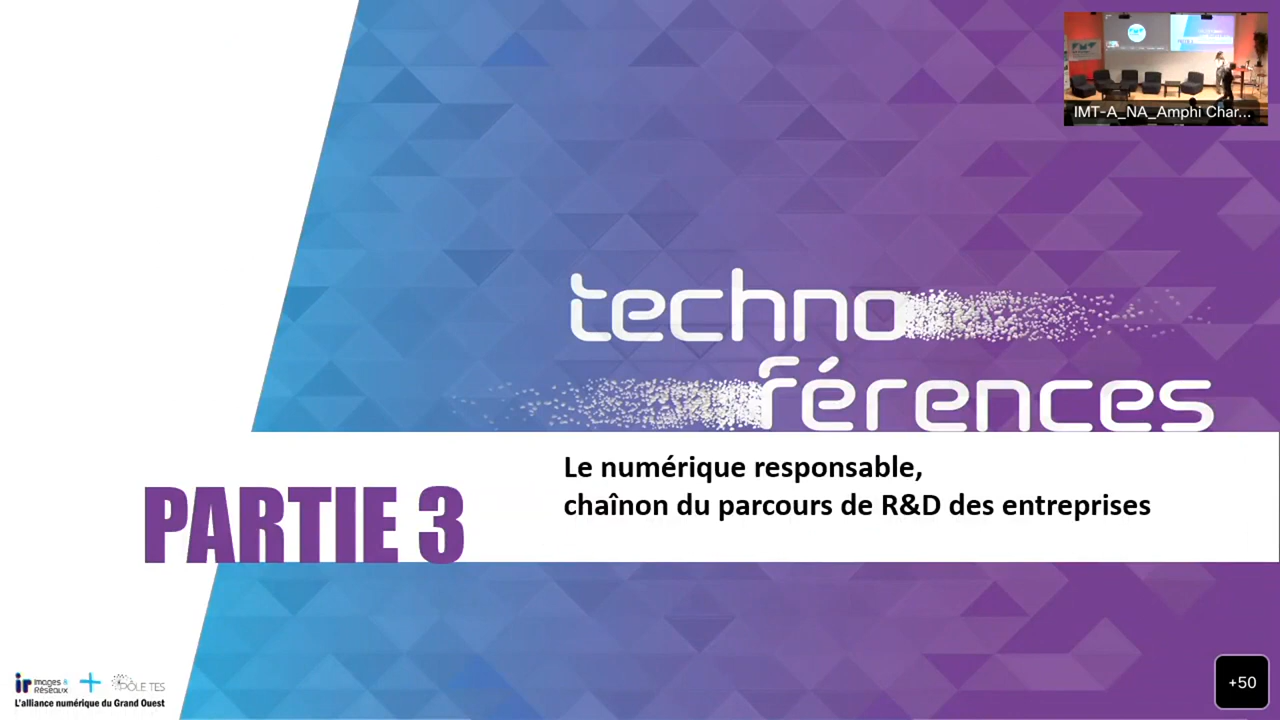 IMT-A_NA_Amphi Char...
techno
férences
Le numérique responsable,
chaînon du parcours de R&D des entreprises
PARTIE 3
ir Images &
Réseaux
+
PÔLE TES
L'alliance numérique du Grand Ouest
+50